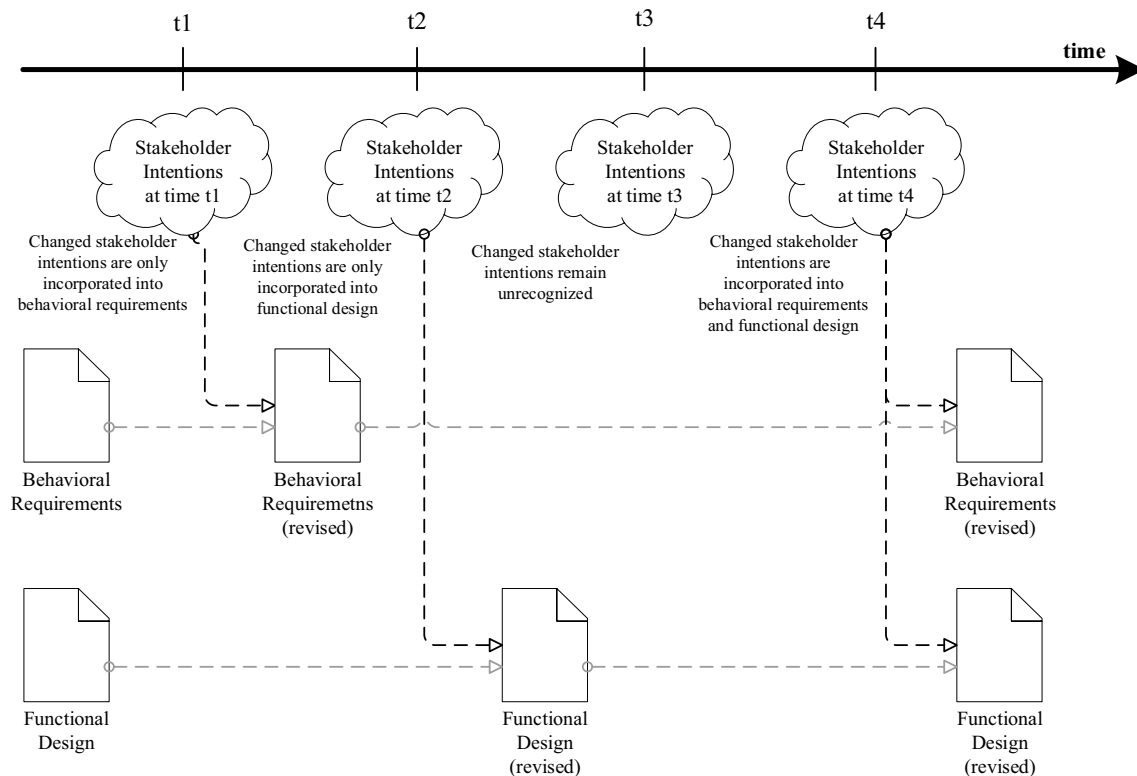 t1
t2
t3
t4
time
Stakeholder
Intentions
at time t1
Stakeholder
Intentions
at time t2
Stakeholder
Intentions
at time t3
Stakeholder
Intentions
at time t4
Changed stakeholder
intentions are only
incorporated into
behavioral requirements
Changed stakeholder
intentions are only
incorporated into
functional design
Changed stakeholder
intentions remain
unrecognized
Changed stakeholder
intentions are
incorporated into
behavioral requirements
and functional design
Behavioral
Requirements
Behavioral
Requiremetns
(revised)
Behavioral
Requirements
(revised)
Functional
Design
Functional
Design
(revised)
Functional
Design
(revised)